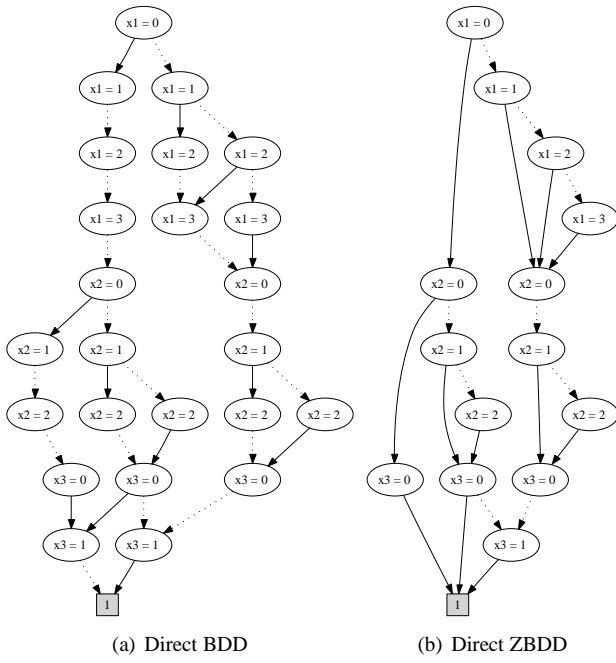 x1 = 0
x1 = 1
x1 = 1
x1 = 2
x1 = 2
x1 = 2
x1 = 3
x1 = 3
x1 = 3
x2 = 0
x2 = 0
x2 = 1
x2 = 1
x2 = 1
x2 = 2
x2 = 2
x2 = 2
x2 = 2
x2 = 2
x3 = 0
x3 = 0
x3 = 0
x3 = 1
x3 = 1
1
(a) Direct BDD
x1 = 0
x1 = 1
x1 = 2
x1 = 3
x2 = 0
x2 = 0
x2 = 1
x2 = 1
x2 = 2
x2 = 2
x3 = 0
x3 = 0
x3 = 0
x3 = 1
1
(b) Direct ZBDD